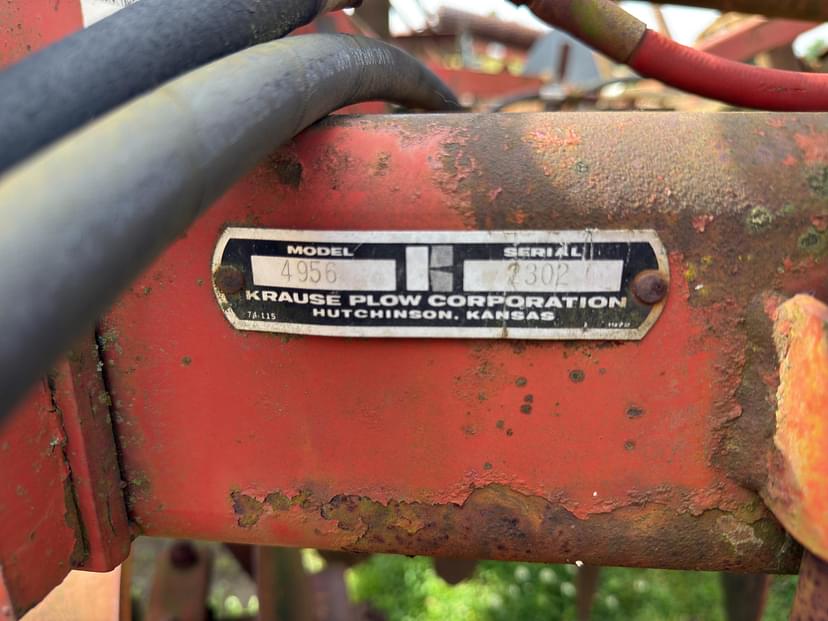 MODEL SERIAL
4956 2302
KRAUSE PLOW CORPORATION
HUTCHINSON, KANSAS